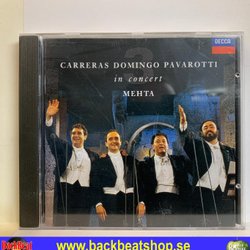 DECCA
CARRERAS DOMINGO PAVAROTTI
in concert
MEHTA
www.backbeatshop.se